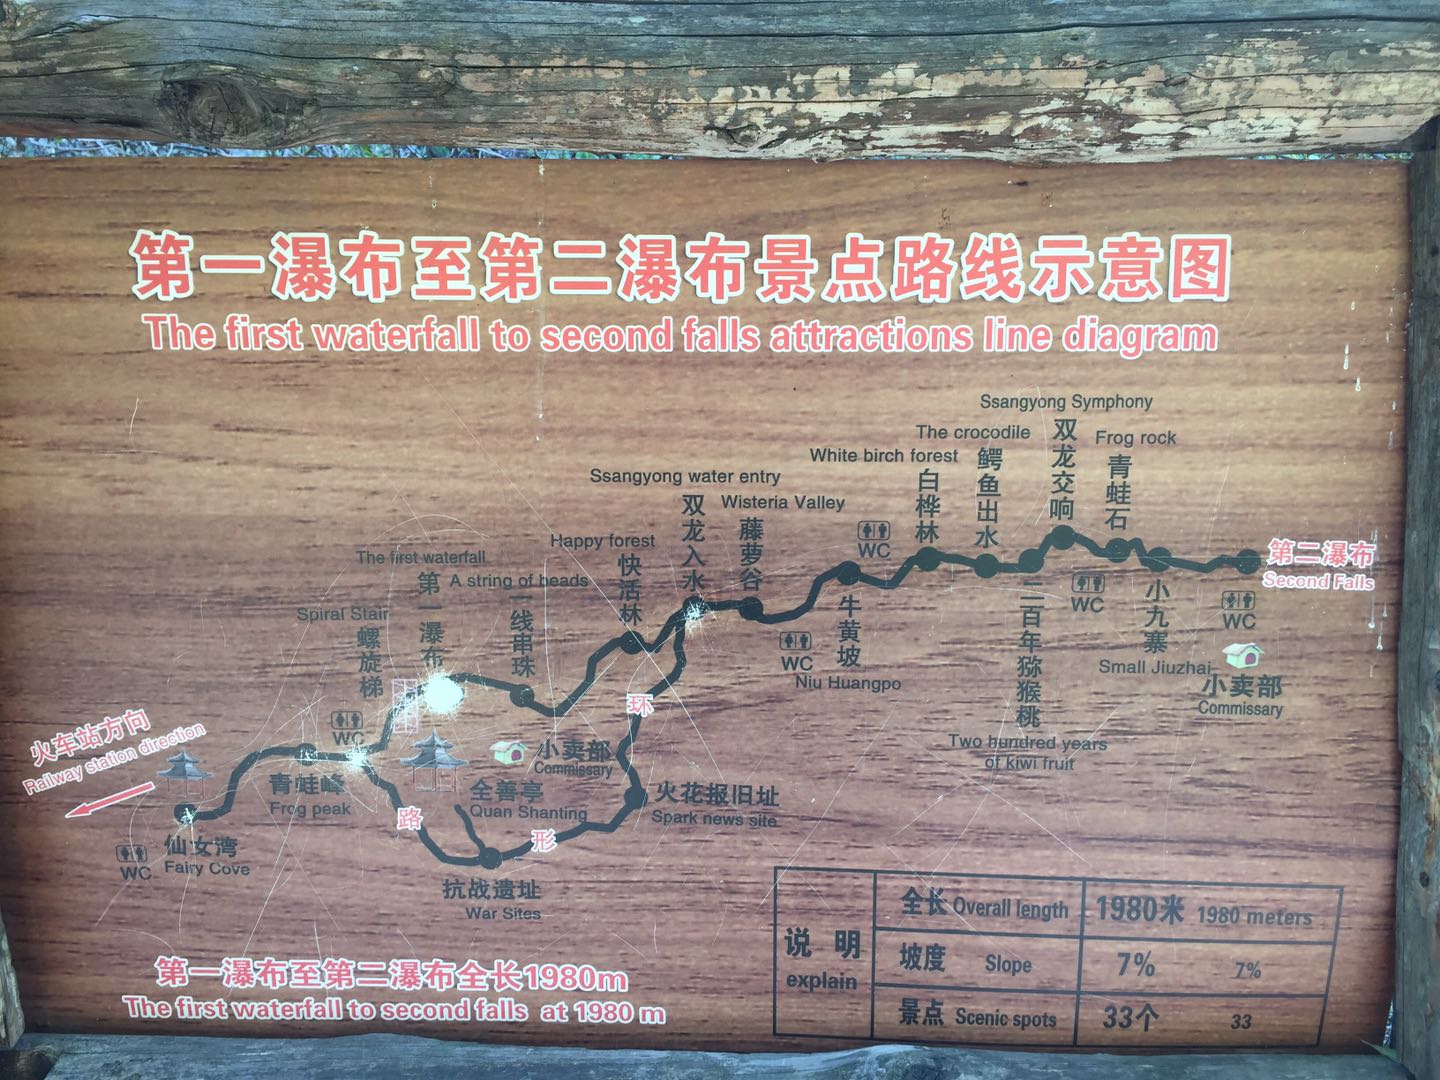 第一瀑布至第二瀑布景点路线示意图
The first waterfall to second falls attractions line diagram
Ssangyong Symphony
双龙交响
The crocodile
鳄鱼出水
Frog rock
青蛙石
White birch forest
白桦林
Ssangyong water entry
双龙入水
Wisteria Valley
藤萝谷
WC
Happy forest
快活林
第二瀑布
Second Falls
The first waterfall
第一瀑布
A string of beads
一线串珠
Spiral Stair
螺旋梯
WC
牛黄坡
Niu Huangpo
二百年猕猴桃
Two hundred years
of kiwi fruit
WC
小九寨
Small Jiuzhai
WC
小卖部
Commissary
WC
环
火车站方向
Railway station direction
青蛙峰
Frog peak
小卖部
Commissary
全善亭
Quan Shanting
火花报旧址
Spark news site
路
形
WC
仙女湾
Fairy Cove
抗战遗址
War Sites
说 明
explain
全长 Overall length 1980米 1980 meters
坡度 Slope 7% 7%
景点 Scenic spots 33个 33
第一瀑布至第二瀑布全长1980m
The first waterfall to second falls at 1980 m